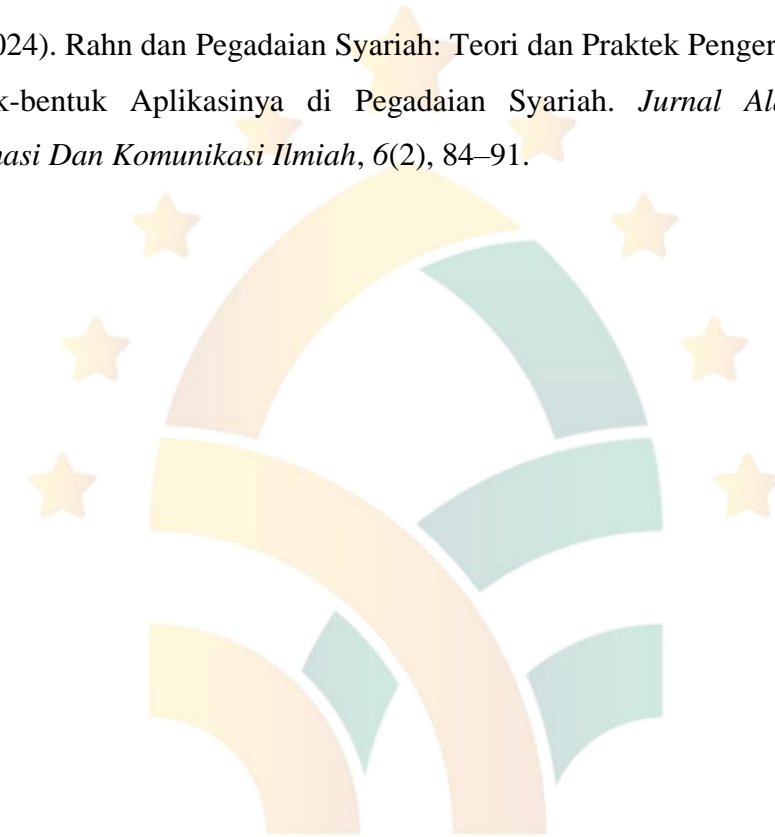 024). Rahn dan Pegadaian Syariah: Teori dan Praktek Penger
k-bentuk Aplikasinya di Pegadaian Syariah. Jurnal Al
asi Dan Komunikasi Ilmiah, 6(2), 84–91.